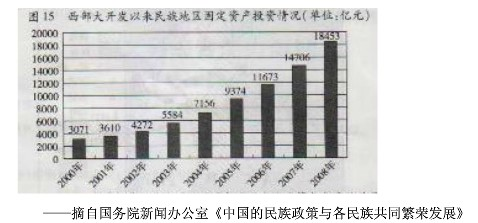 图 15 西部大开发以来民族地区固定资产投资情况(单位:亿元)
20000
18000
16000
14000
12000
10000
8000
6000
4000
2000
0
3071
3610
4272
5584
7156
9374
11673
14706
18453
2000年
2001年
2002年
2003年
2004年
2005年
2006年
2007年
2008年
——摘自国务院新闻办公室《中国的民族政策与各民族共同繁荣发展》